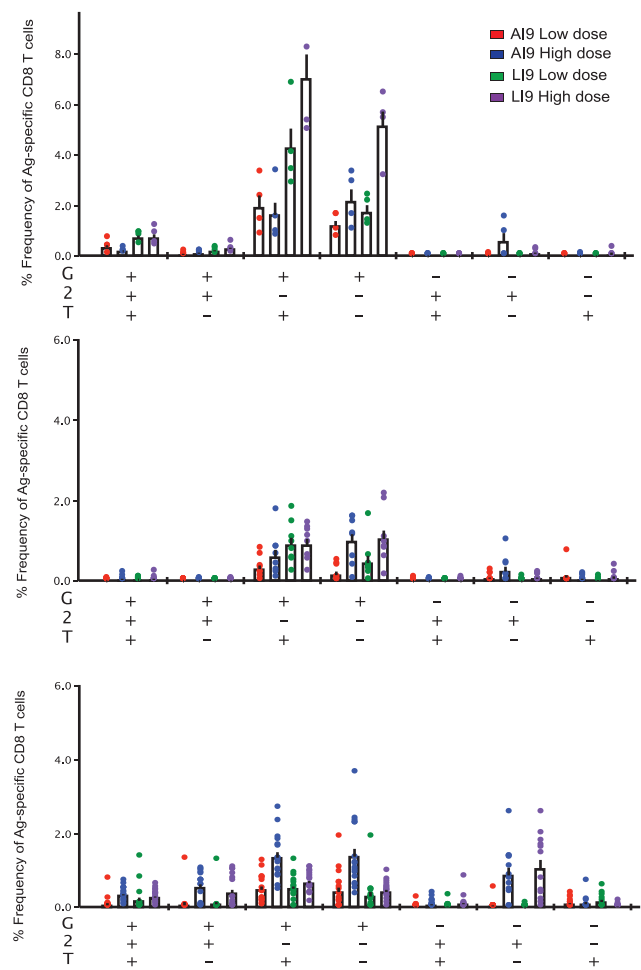 AI9 Low dose
AI9 High dose
LI9 Low dose
LI9 High dose
% Frequency of Ag-specific CD8 T cells
8.0
6.0
4.0
2.0
0.0
G + + + + – – –
2 + + – – + + –
T + – + – + – +
% Frequency of Ag-specific CD8 T cells
6.0
4.0
2.0
0.0
G + + + + – – –
2 + + – – + + –
T + – + – + – +
% Frequency of Ag-specific CD8 T cells
6.0
4.0
2.0
0.0
G + + + + – – –
2 + + – – + + –
T + – + – + – +